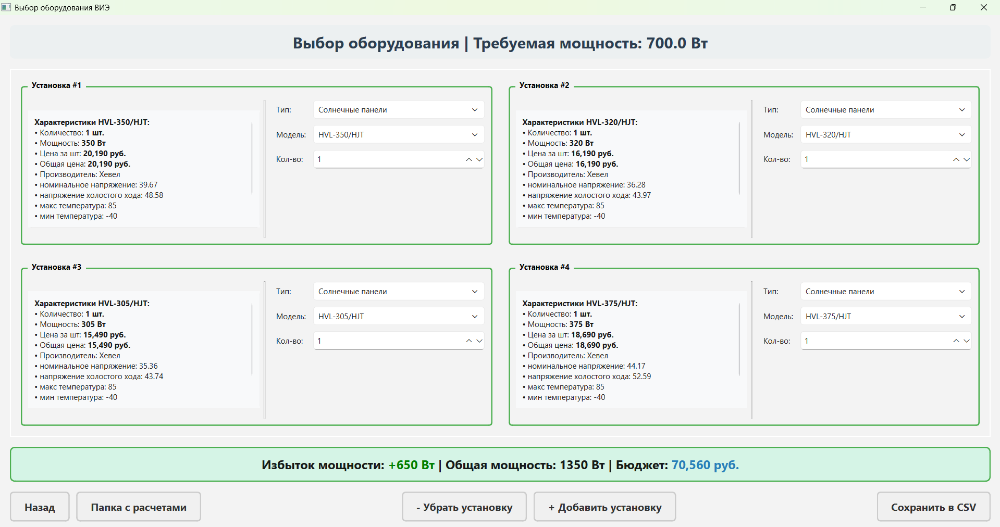 Выбор оборудования ВИЭ
Выбор оборудования | Требуемая мощность: 700.0 Вт
Установка #1
Характеристики HVL-350/HJT:
• Количество: 1 шт.
• Мощность: 350 Вт
• Цена за шт: 20,190 руб.
• Общая цена: 20,190 руб.
• Производитель: Хевел
• номинальное напряжение: 39.67
• напряжение холостого хода: 48.58
• макс температура: 85
• мин температура: -40
Тип: Солнечные панели
Модель: HVL-350/HJT
Кол-во: 1
Установка #2
Характеристики HVL-320/HJT:
• Количество: 1 шт.
• Мощность: 320 Вт
• Цена за шт: 16,190 руб.
• Общая цена: 16,190 руб.
• Производитель: Хевел
• номинальное напряжение: 36.28
• напряжение холостого хода: 43.97
• макс температура: 85
• мин температура: -40
Тип: Солнечные панели
Модель: HVL-320/HJT
Кол-во: 1
Установка #3
Характеристики HVL-305/HJT:
• Количество: 1 шт.
• Мощность: 305 Вт
• Цена за шт: 15,490 руб.
• Общая цена: 15,490 руб.
• Производитель: Хевел
• номинальное напряжение: 35.36
• напряжение холостого хода: 43.74
• макс температура: 85
• мин температура: -40
Тип: Солнечные панели
Модель: HVL-305/HJT
Кол-во: 1
Установка #4
Характеристики HVL-375/HJT:
• Количество: 1 шт.
• Мощность: 375 Вт
• Цена за шт: 18,690 руб.
• Общая цена: 18,690 руб.
• Производитель: Хевел
• номинальное напряжение: 44.17
• напряжение холостого хода: 52.59
• макс температура: 85
• мин температура: -40
Тип: Солнечные панели
Модель: HVL-375/HJT
Кол-во: 1
Избыток мощности: +650 Вт | Общая мощность: 1350 Вт | Бюджет: 70,560 руб.
Назад
Папка с расчетами
- Убрать установку
+ Добавить установку
Сохранить в CSV